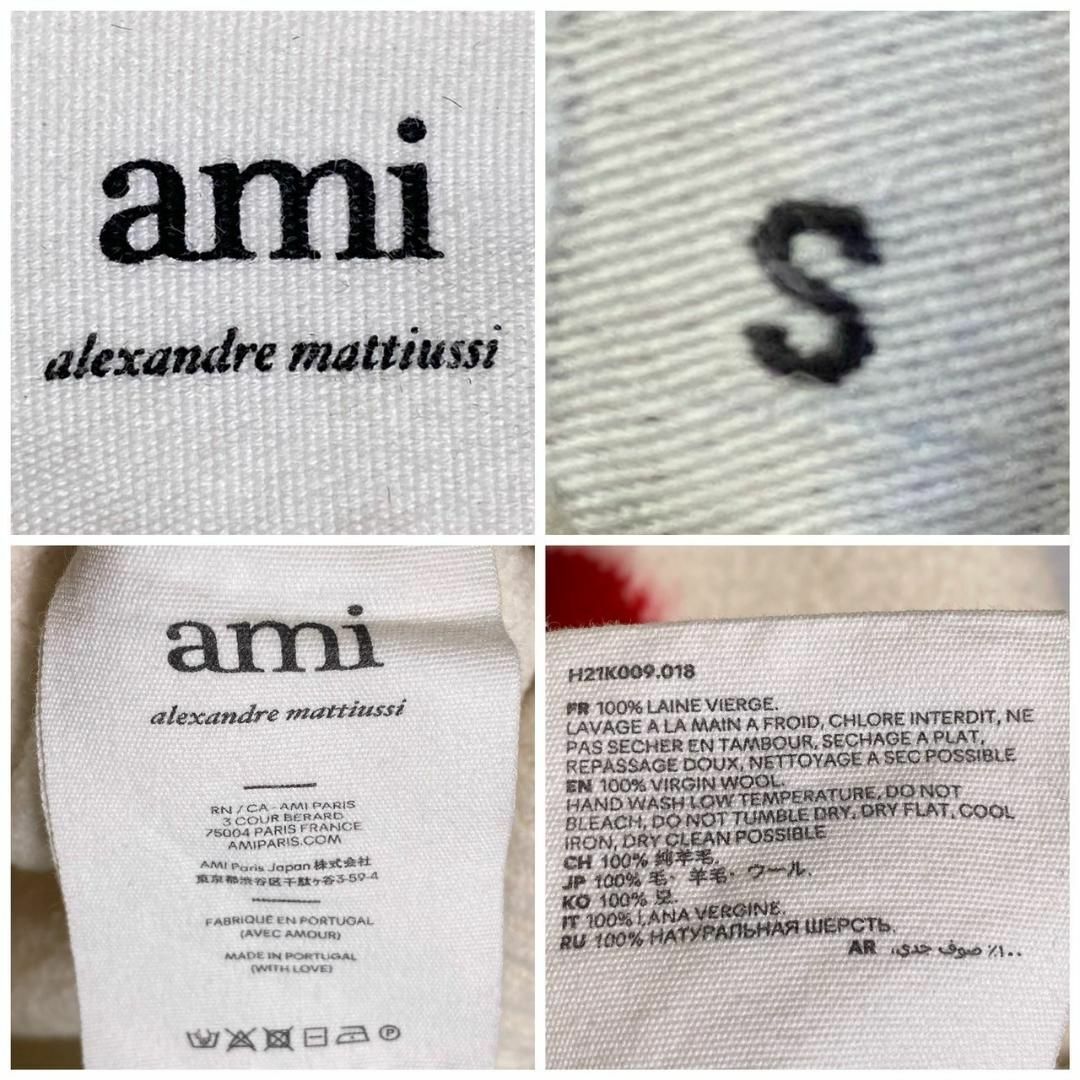 ami
alexandre mattiussi
S
ami
alexandre mattiussi
RN / CA - AMI PARIS
3 COUR BÉRARD
75004 PARIS FRANCE
AMIPARIS.COM
AMI Paris Japan 株式会社
東京都渋谷区千駄ヶ谷3-59-4
FABRIQUÉ EN PORTUGAL
(AVEC AMOUR)
MADE IN PORTUGAL
(WITH LOVE)
P
H21K009.018
FR 100% LAINE VIERGE.
LAVAGE A LA MAIN A FROID, CHLORE INTERDIT, NE
PAS SECHER EN TAMBOUR, SECHAGE A PLAT,
REPASSAGE DOUX, NETTOYAGE A SEC POSSIBLE
EN 100% VIRGIN WOOL.
HAND WASH LOW TEMPERATURE, DO NOT
BLEACH, DO NOT TUMBLE DRY, DRY FLAT, COOL
IRON, DRY CLEAN POSSIBLE
CH 100% 纯羊毛.
JP 100% 毛・羊毛・ウール.
KO 100% 모.
IT 100% LANA VERGINE.
RU 100% НАТУРАЛЬНАЯ ШЕРСТЬ.
AR ١٠٠٪ صوف جدي،